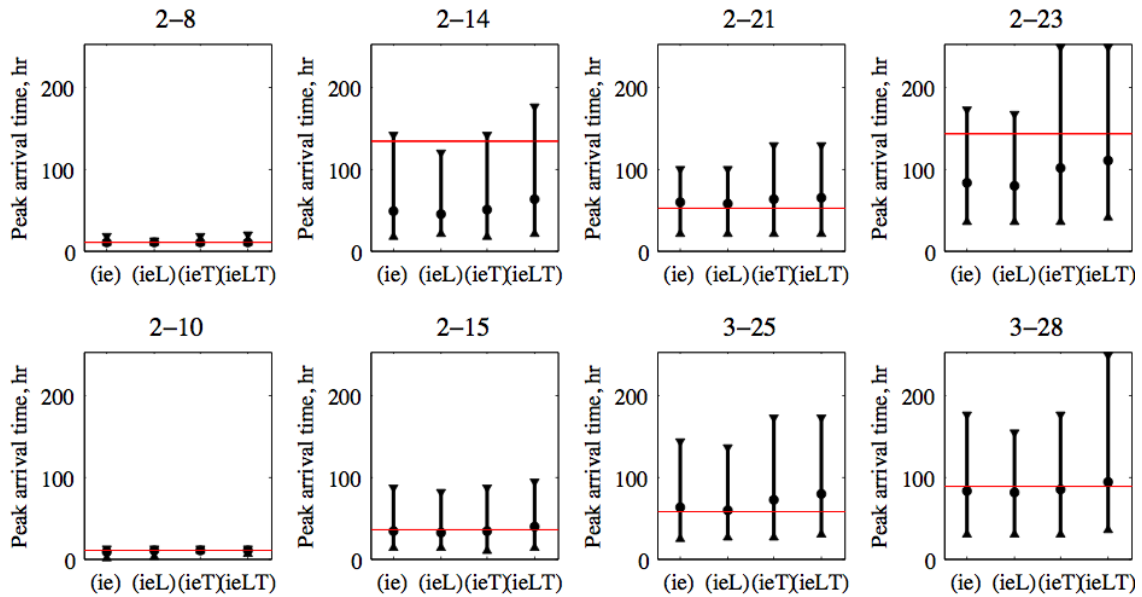 2–8
2–14
2–21
2–23
Peak arrival time, hr
200
100
0
(ie) (ieL) (ieT) (ieLT)
Peak arrival time, hr
200
100
0
(ie) (ieL) (ieT) (ieLT)
Peak arrival time, hr
200
100
0
(ie) (ieL) (ieT) (ieLT)
Peak arrival time, hr
200
100
0
(ie) (ieL) (ieT) (ieLT)
2–10
2–15
3–25
3–28
Peak arrival time, hr
200
100
0
(ie) (ieL) (ieT) (ieLT)
Peak arrival time, hr
200
100
0
(ie) (ieL) (ieT) (ieLT)
Peak arrival time, hr
200
100
0
(ie) (ieL) (ieT) (ieLT)
Peak arrival time, hr
200
100
0
(ie) (ieL) (ieT) (ieLT)